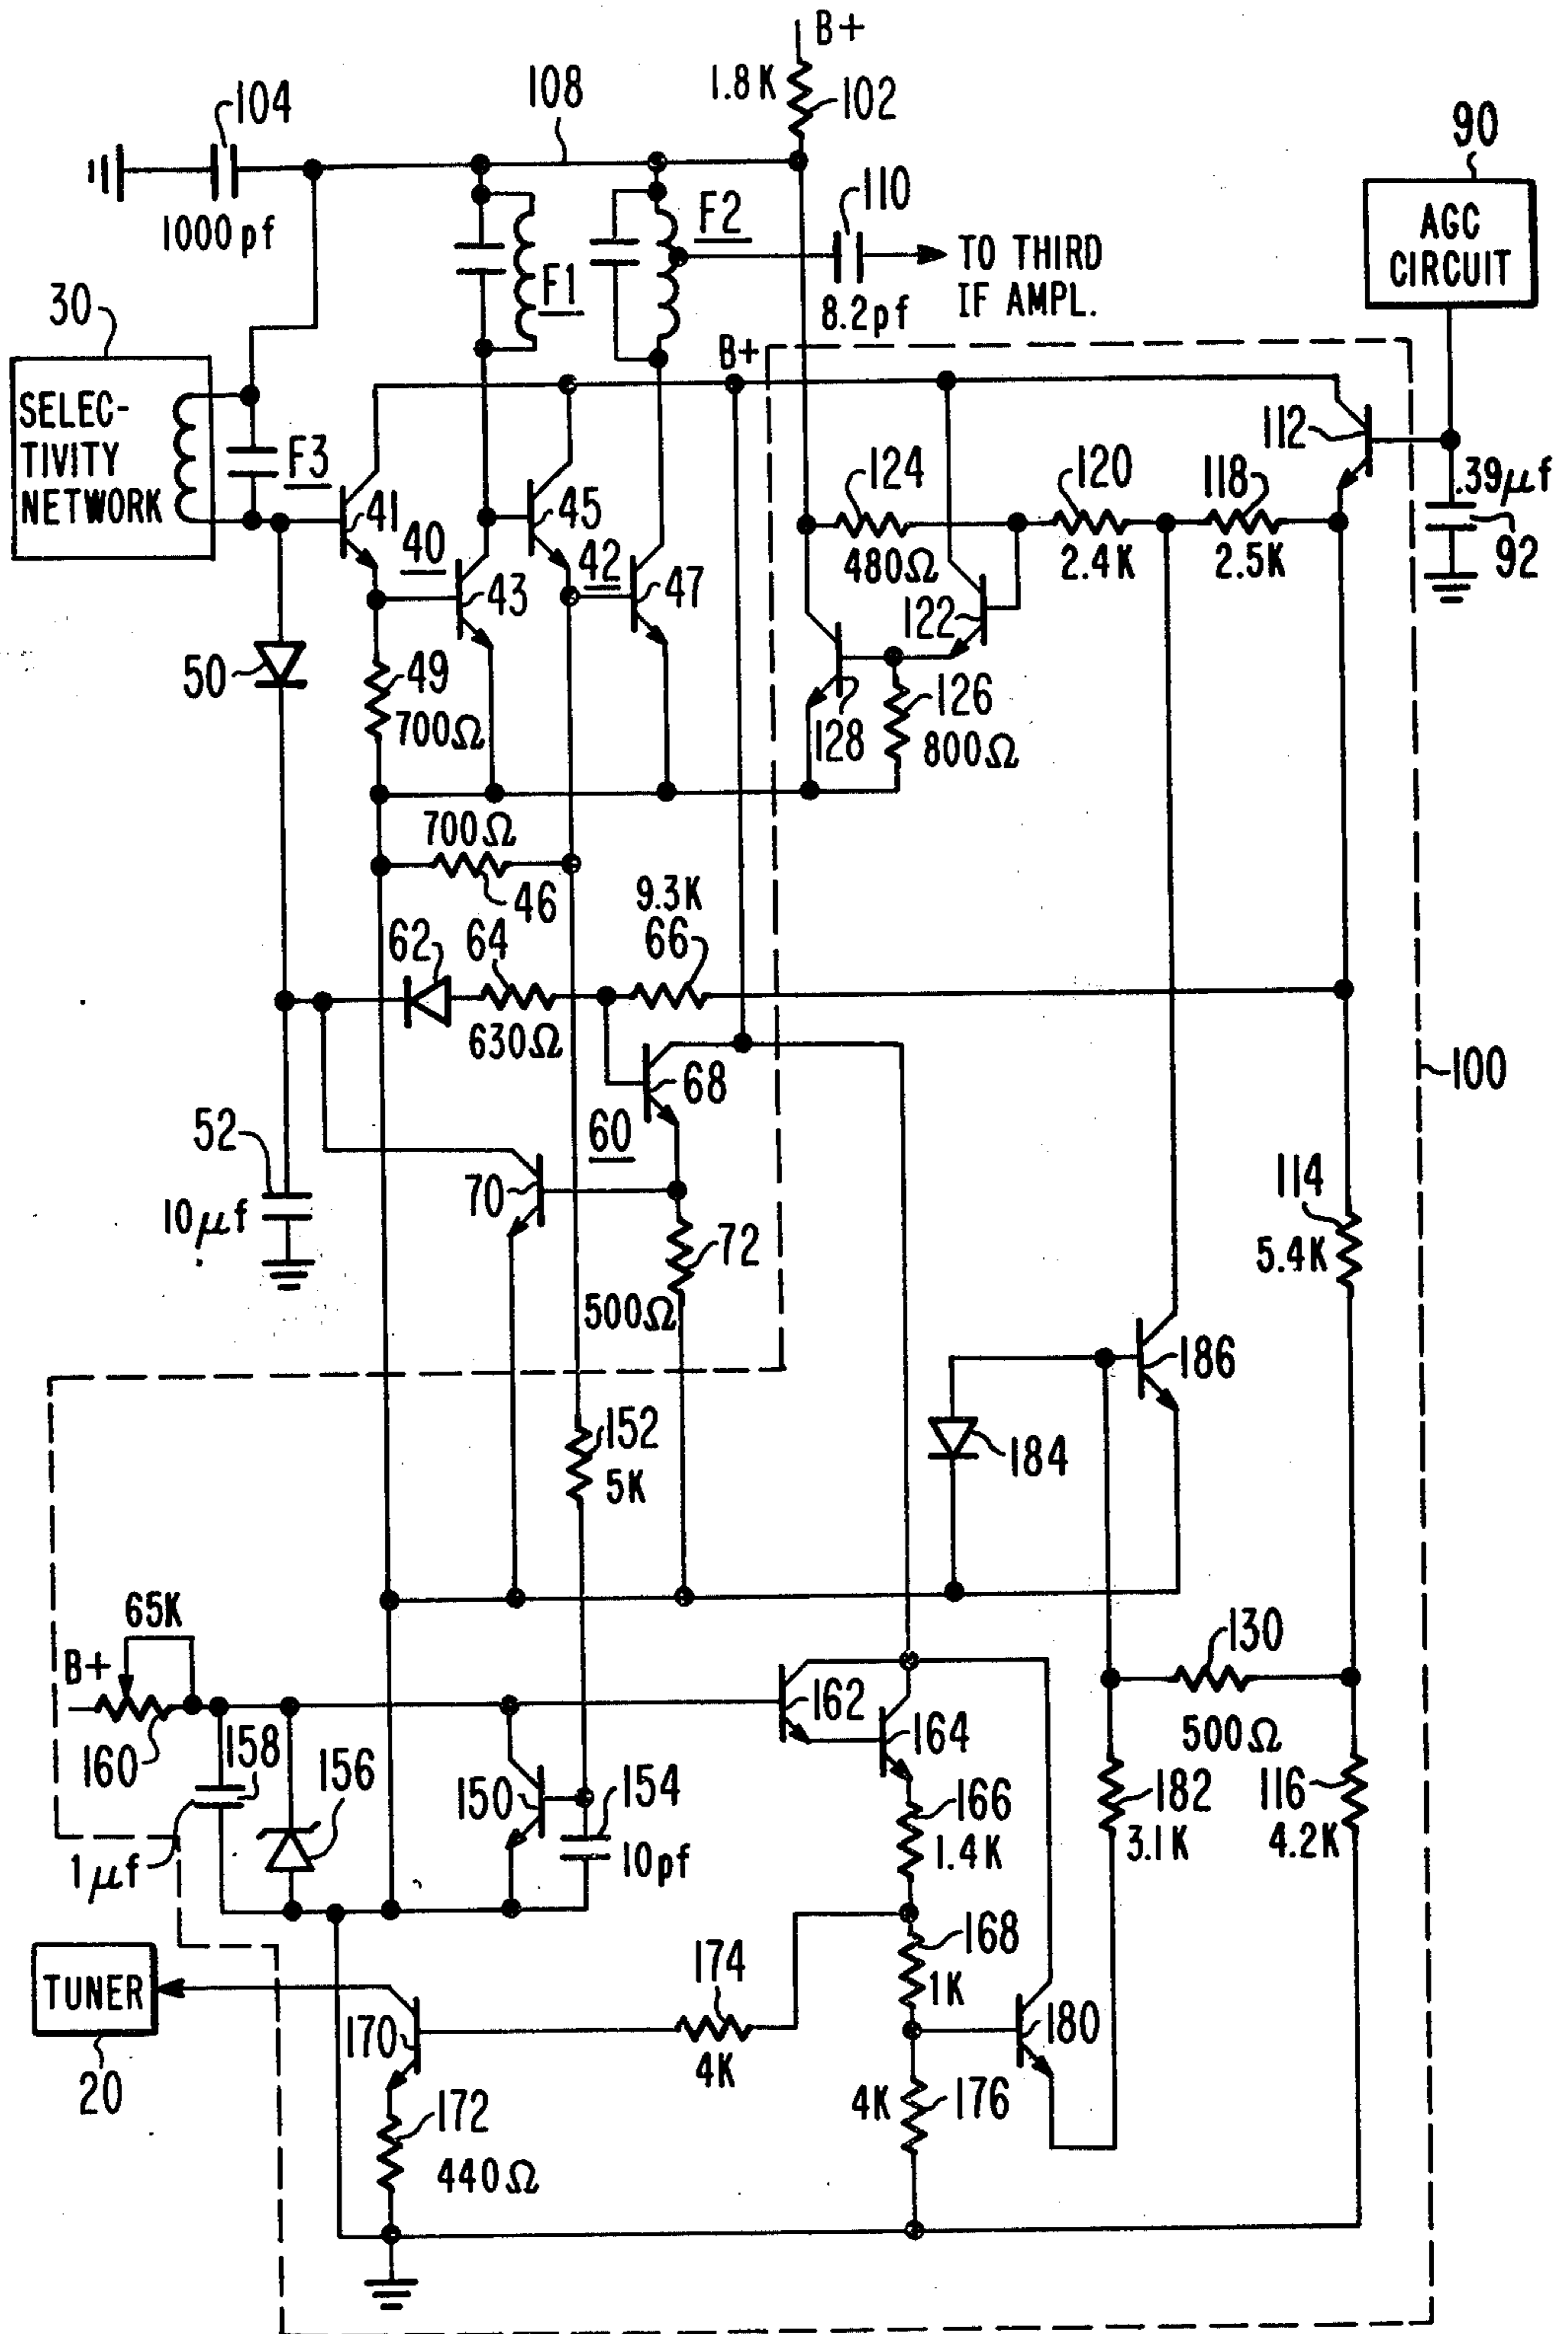 B+
1.8K
102
108
104
1000 pf
90
AGC
CIRCUIT
110
8.2pf
TO THIRD
IF AMPL.
F1
F2
30
SELEC-
TIVITY
NETWORK
F3
B+
112
.39µf
92
41
40
43
45
42
47
124
480Ω
120
2.4K
118
2.5K
122
50
49
700Ω
128
126
800Ω
700Ω
46
9.3K
66
62
64
630Ω
68
60
100
52
10µf
70
72
500Ω
114
5.4K
186
152
5K
184
65K
B+
160
158
156
1µf
150
154
10pf
162
164
130
500Ω
166
1.4K
182
3.1K
116
4.2K
TUNER
20
170
174
4K
168
1K
180
172
440Ω
4K
176